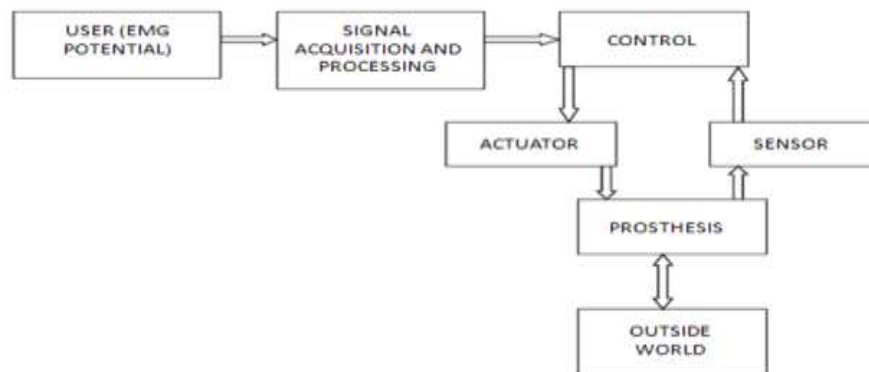 USER (EMG
POTENTIAL)
SIGNAL
ACQUISITION AND
PROCESSING
CONTROL
ACTUATOR
SENSOR
PROSTHESIS
OUTSIDE
WORLD